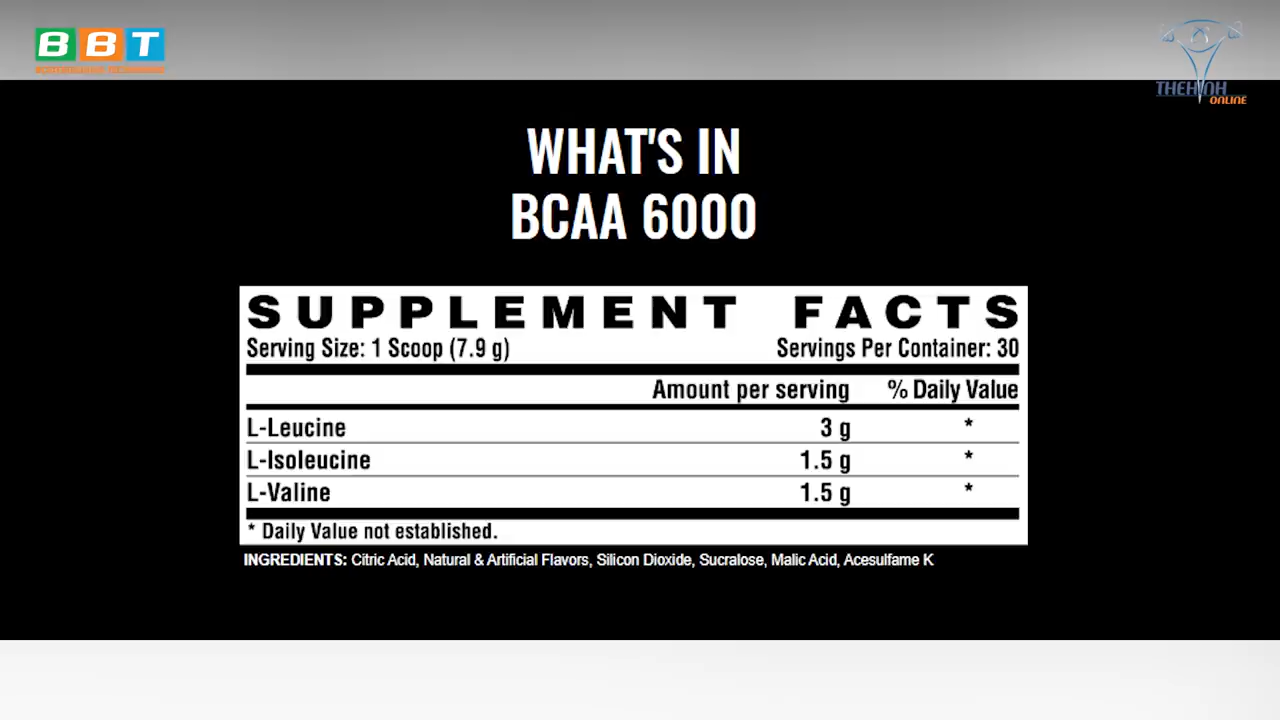 BBT
THEHINH
ONLINE
WHAT'S IN
BCAA 6000
SUPPLEMENT FACTS
Serving Size: 1 Scoop (7.9 g) Servings Per Container: 30
Amount per serving % Daily Value
L-Leucine 3 g *
L-Isoleucine 1.5 g *
L-Valine 1.5 g *
* Daily Value not established.
INGREDIENTS: Citric Acid, Natural & Artificial Flavors, Silicon Dioxide, Sucralose, Malic Acid, Acesulfame K